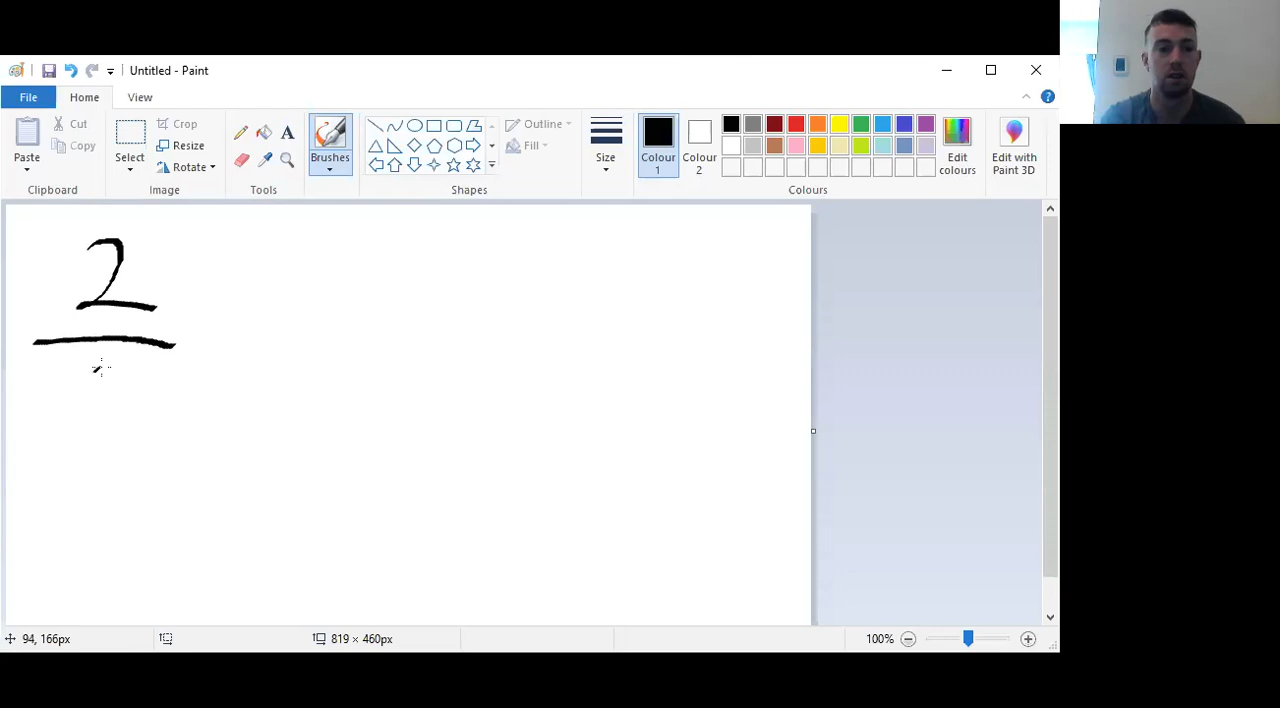 Untitled - Paint
File Home View
Paste
Cut
Copy
Clipboard
Select
Crop
Resize
Rotate
Image
A
Tools
Brushes
Outline
Fill
Shapes
Size
Colour 1
Colour 2
Edit colours
Colours
Edit with Paint 3D
2
94, 166px
819 × 460px
100%